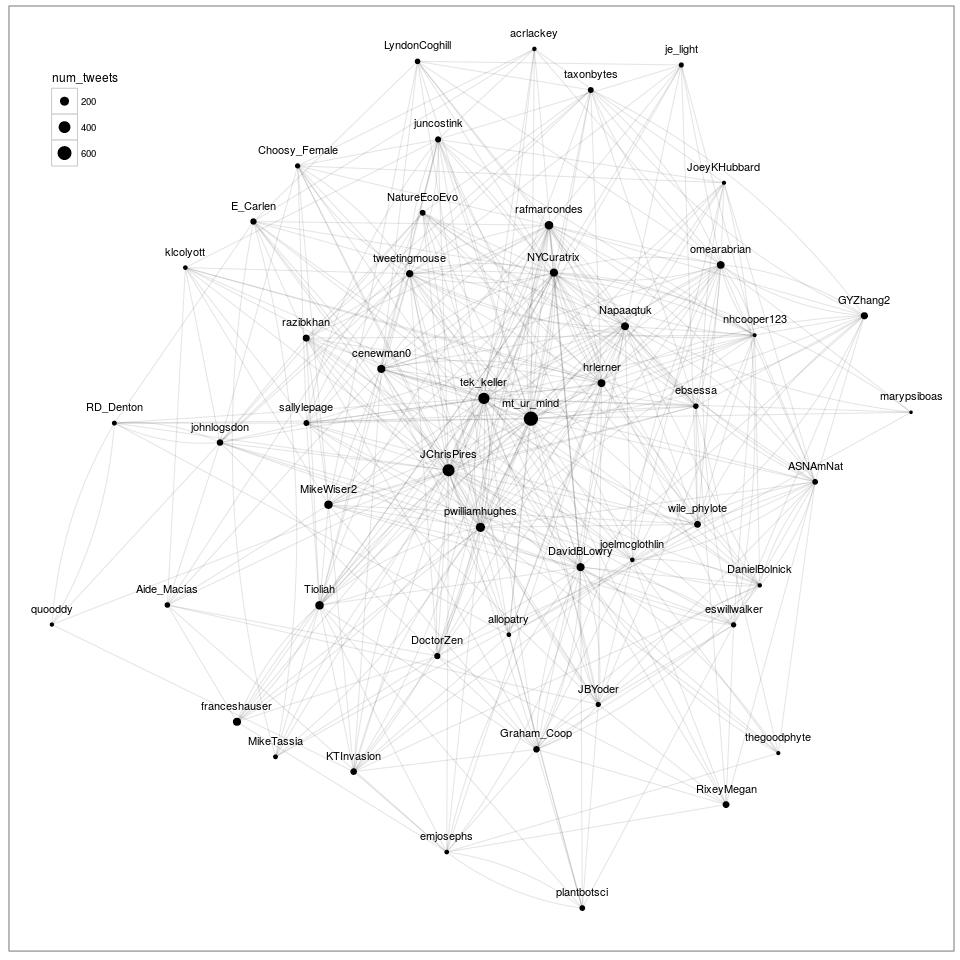 acrlackey
LyndonCoghill
je_light
taxonbytes
num_tweets
200
400
600
juncostink
Choosy_Female
JoeyKHubbard
NatureEcoEvo
E_Carlen
rafmarcondes
omearabrian
klcolyott
tweetingmouse
NYCuratrix
GYZhang2
Napaaqtuk
nhcooper123
razibkhan
cenewman0
hrlerner
tek_keller
ebsessa
marypsiboas
mt_ur_mind
RD_Denton
sallylepage
johnlogsdon
JChrisPires
ASNAmNat
MikeWiser2
wile_phylote
pwilliamhughes
joelmcglothlin
DavidBLowry
DanielBolnick
Aide_Macias
Tioliah
quooddy
eswillwalker
allopatry
DoctorZen
JBYoder
franceshauser
Graham_Coop
thegoodphyte
MikeTassia
KTInvasion
RixeyMegan
emjosephs
plantbotsci